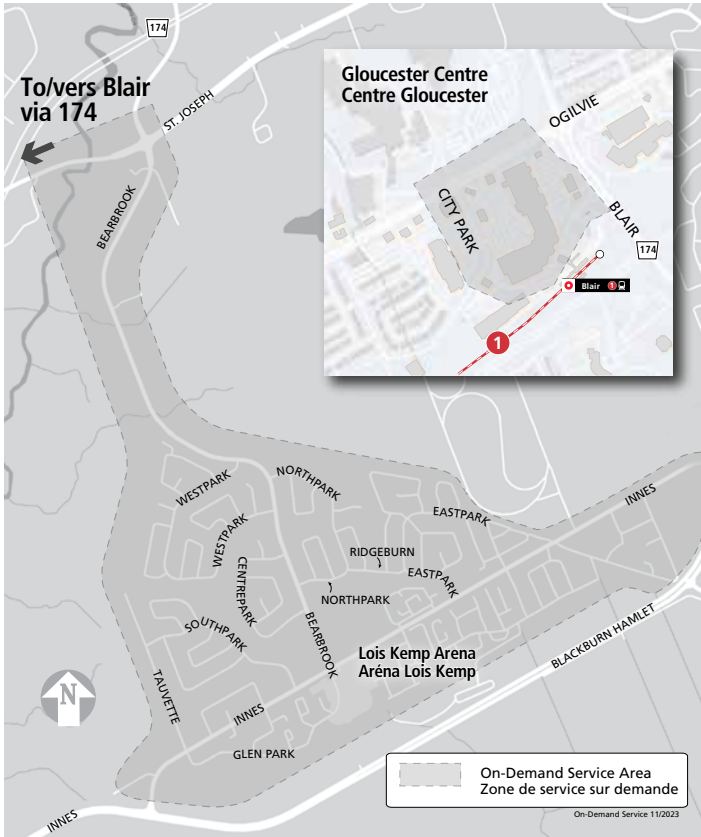 174
To/vers Blair
via 174
ST. JOSEPH
BEARBROOK
Gloucester Centre
Centre Gloucester
OGILVIE
CITY PARK
BLAIR
174
Blair 1
1
WESTPARK
NORTHPARK
INNES
EASTPARK
WESTPARK
RIDGEBURN
CENTREPARK
EASTPARK
NORTHPARK
SOUTHPARK
BEARBROOK
Lois Kemp Arena
Aréna Lois Kemp
BLACKBURN HAMLET
TAUVETTE
N
INNES
GLEN PARK
On-Demand Service Area
Zone de service sur demande
INNES
On-Demand Service 11/2023